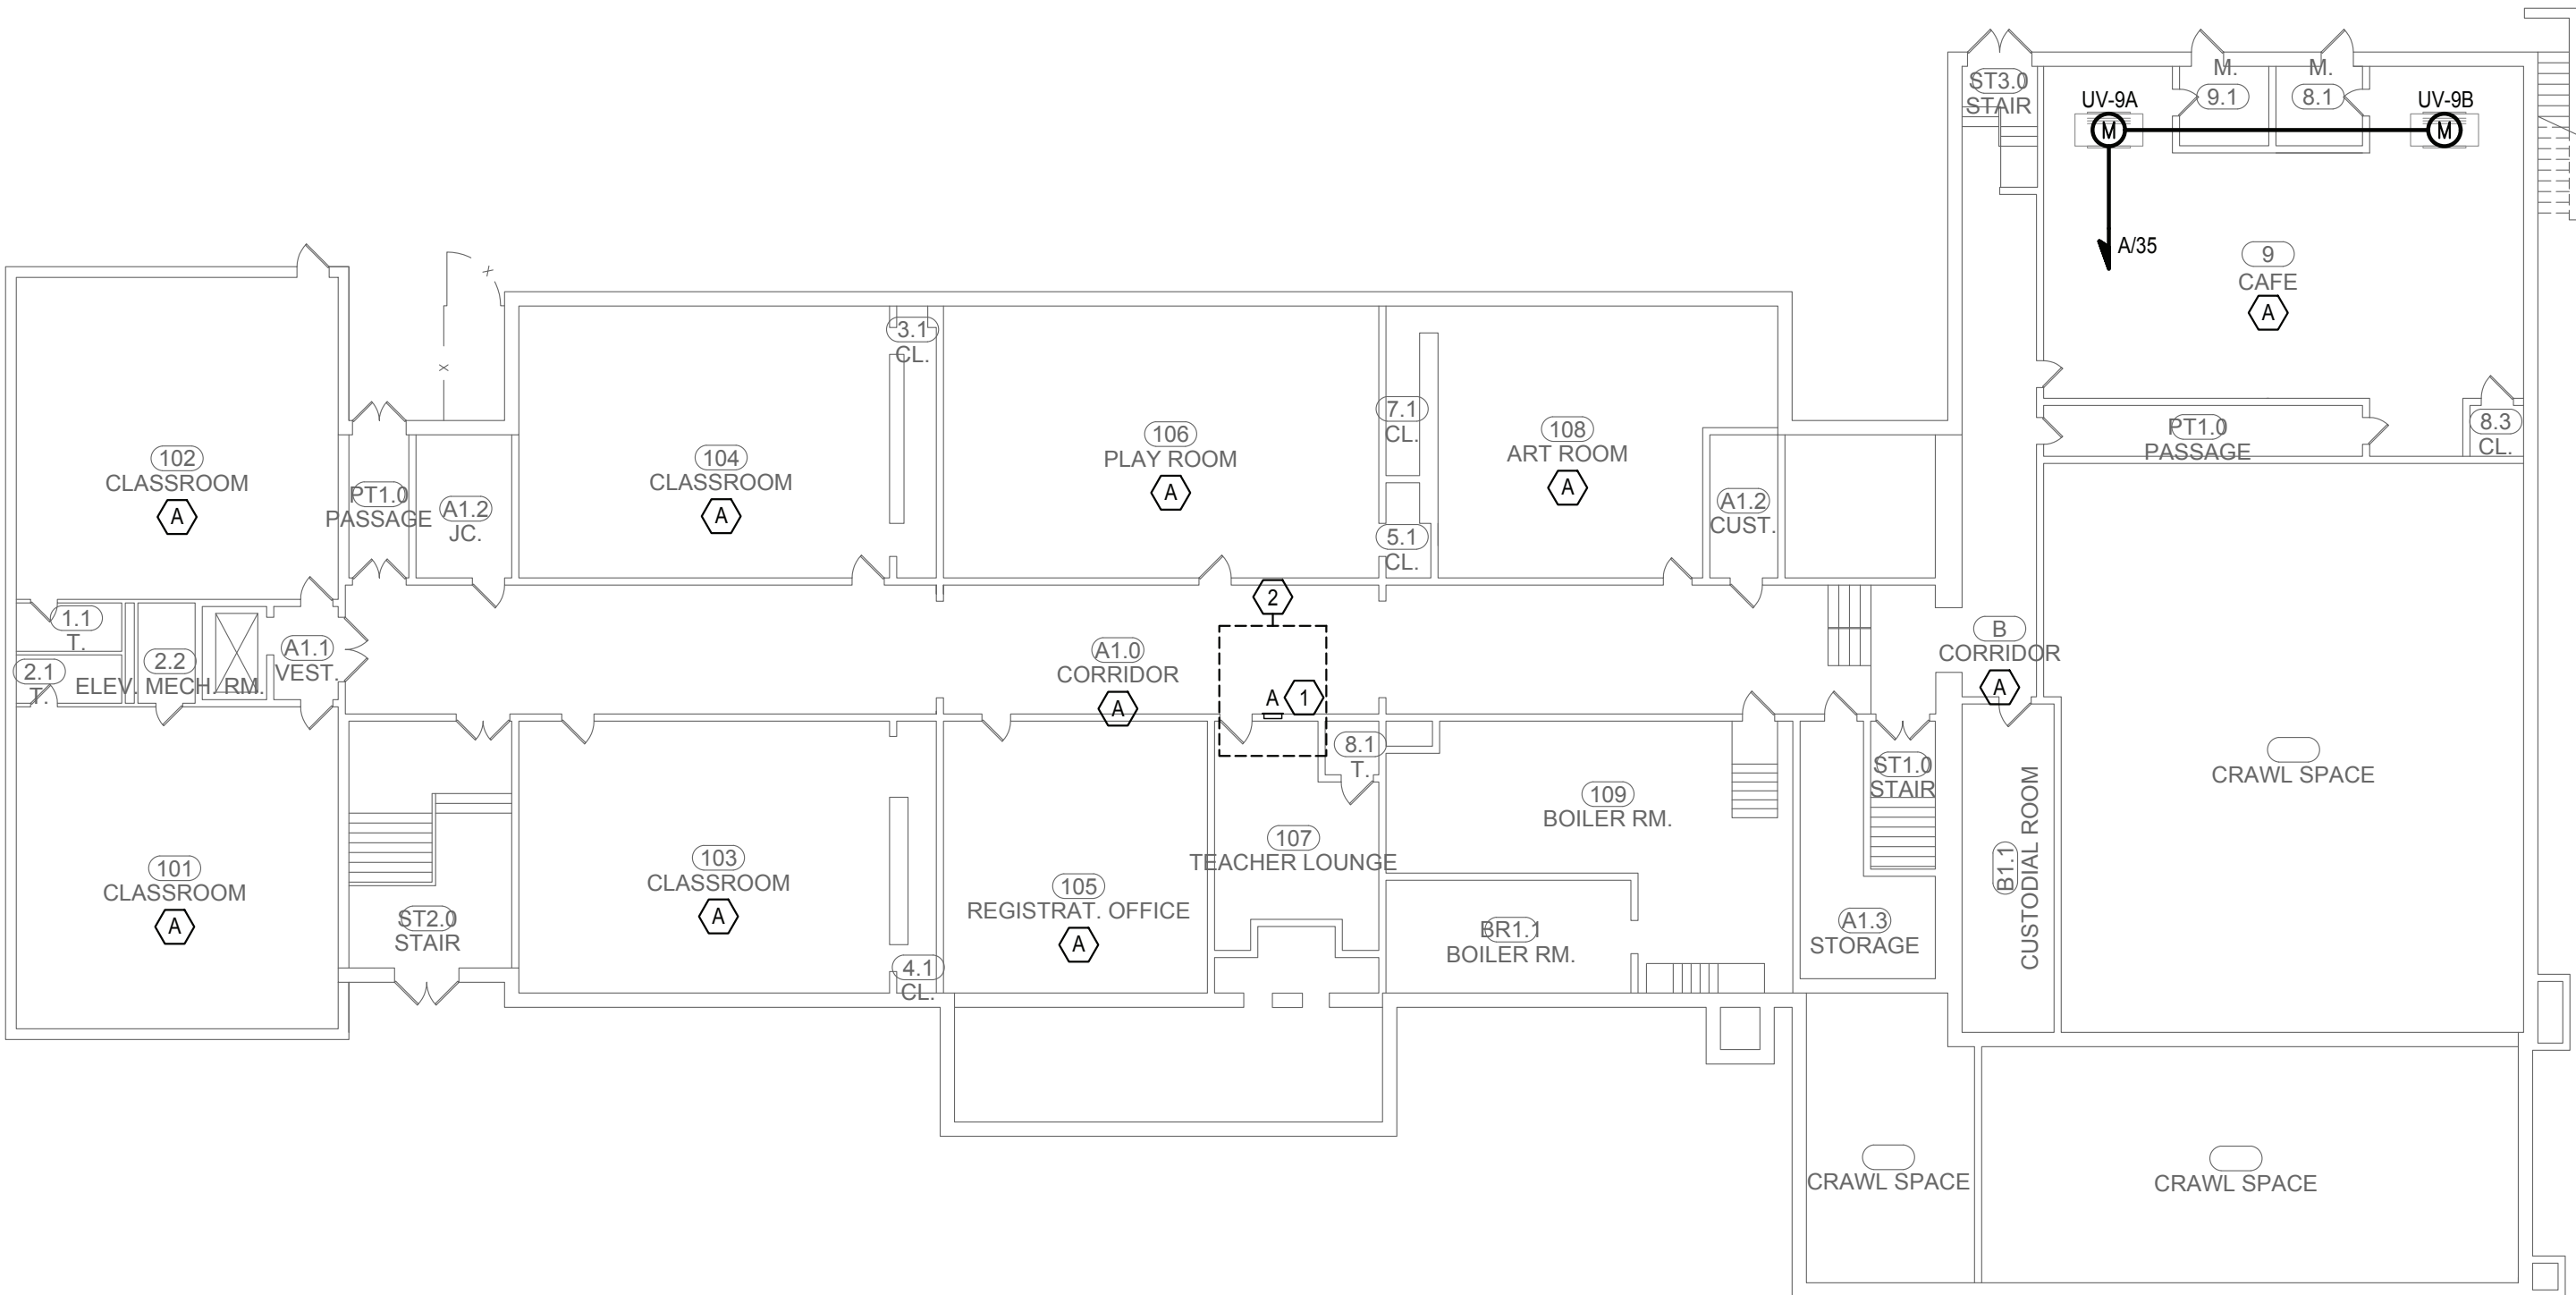 ST3.0
STAIR
M.
9.1
M.
8.1
UV-9A
M
UV-9B
M
A/35
9
CAFE
A
3.1
CL.
102
CLASSROOM
A
PT1.0
PASSAGE
A1.2
JC.
X
X
104
CLASSROOM
A
106
PLAY ROOM
A
7.1
CL.
5.1
CL.
108
ART ROOM
A
A1.2
CUST.
PT1.0
PASSAGE
8.3
CL.
1.1
T.
2.1
T.
2.2
ELEV. MECH. RM.
A1.1
VEST.
A1.0
CORRIDOR
A
2
A
1
B
CORRIDOR
A
101
CLASSROOM
A
ST2.0
STAIR
103
CLASSROOM
A
4.1
CL.
105
REGISTRAT. OFFICE
A
8.1
T.
107
TEACHER LOUNGE
109
BOILER RM.
BR1.1
BOILER RM.
ST1.0
STAIR
A1.3
STORAGE
B1.1
CUSTODIAL ROOM
CRAWL SPACE
CRAWL SPACE
CRAWL SPACE